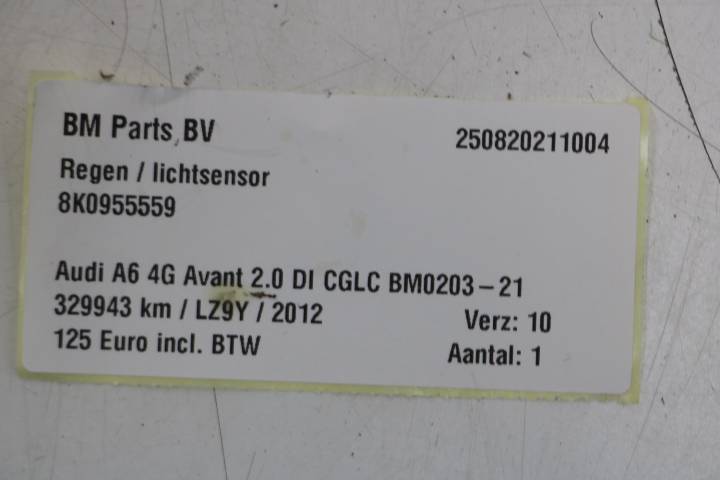 BM Parts BV 250820211004
Regen / lichtsensor
8K0955559
Audi A6 4G Avant 2.0 DI CGLC BM0203-21
329943 km / LZ9Y / 2012 Verz: 10
125 Euro incl. BTW Aantal: 1